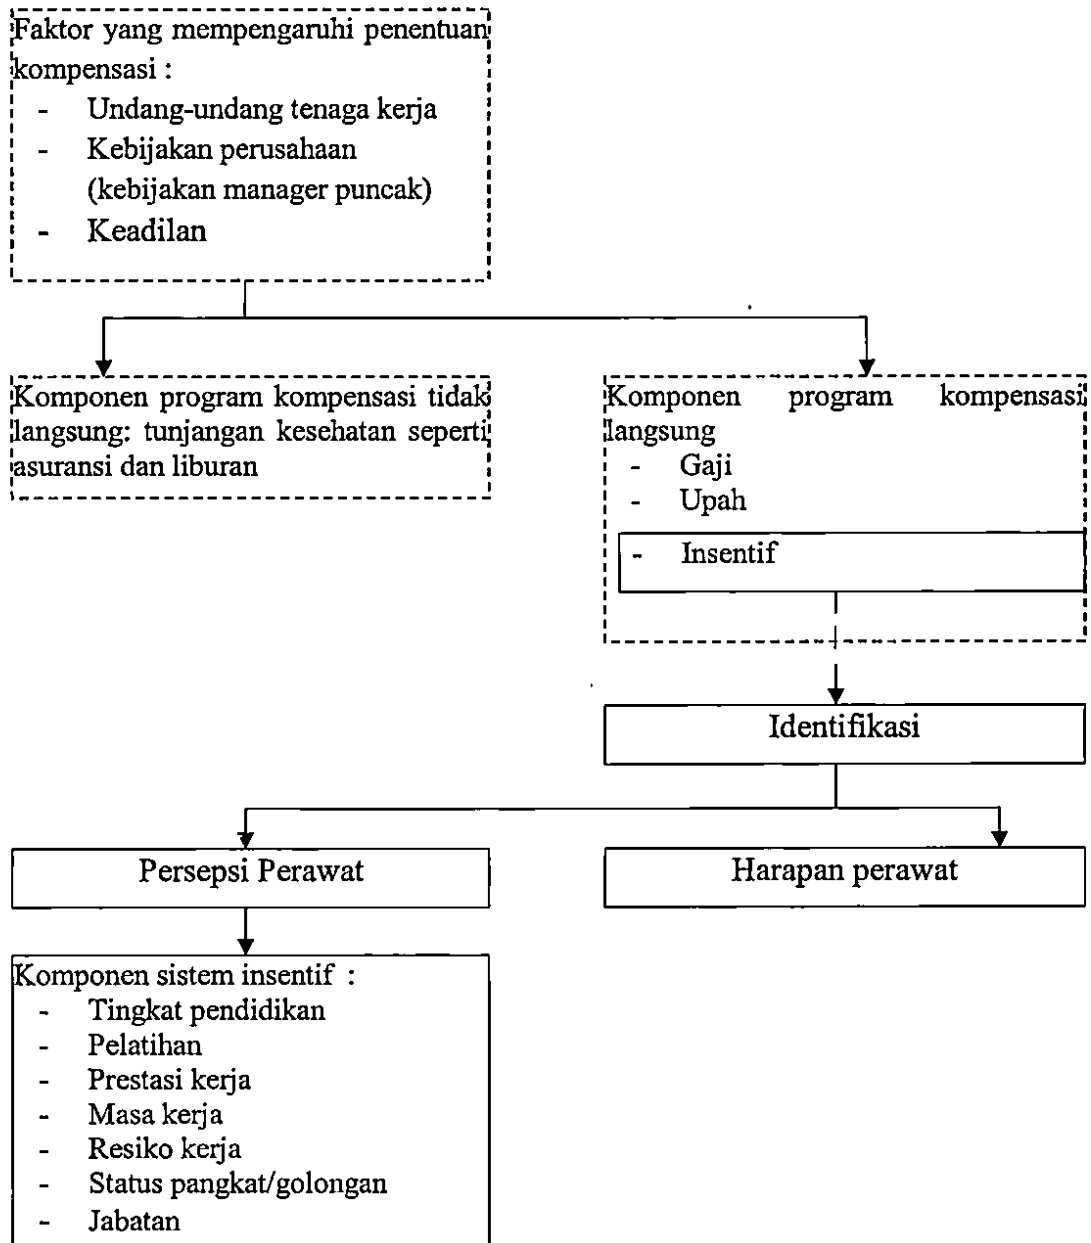 Faktor yang mempengaruhi penentuan
kompensasi :
- Undang-undang tenaga kerja
- Kebijakan perusahaan
(kebijakan manager puncak)
- Keadilan
Komponen program kompensasi tidak
langsung: tunjangan kesehatan seperti
asuransi dan liburan
Komponen program kompensasi
langsung
- Gaji
- Upah
- Insentif
Identifikasi
Persepsi Perawat
Harapan perawat
Komponen sistem insentif :
- Tingkat pendidikan
- Pelatihan
- Prestasi kerja
- Masa kerja
- Resiko kerja
- Status pangkat/golongan
- Jabatan